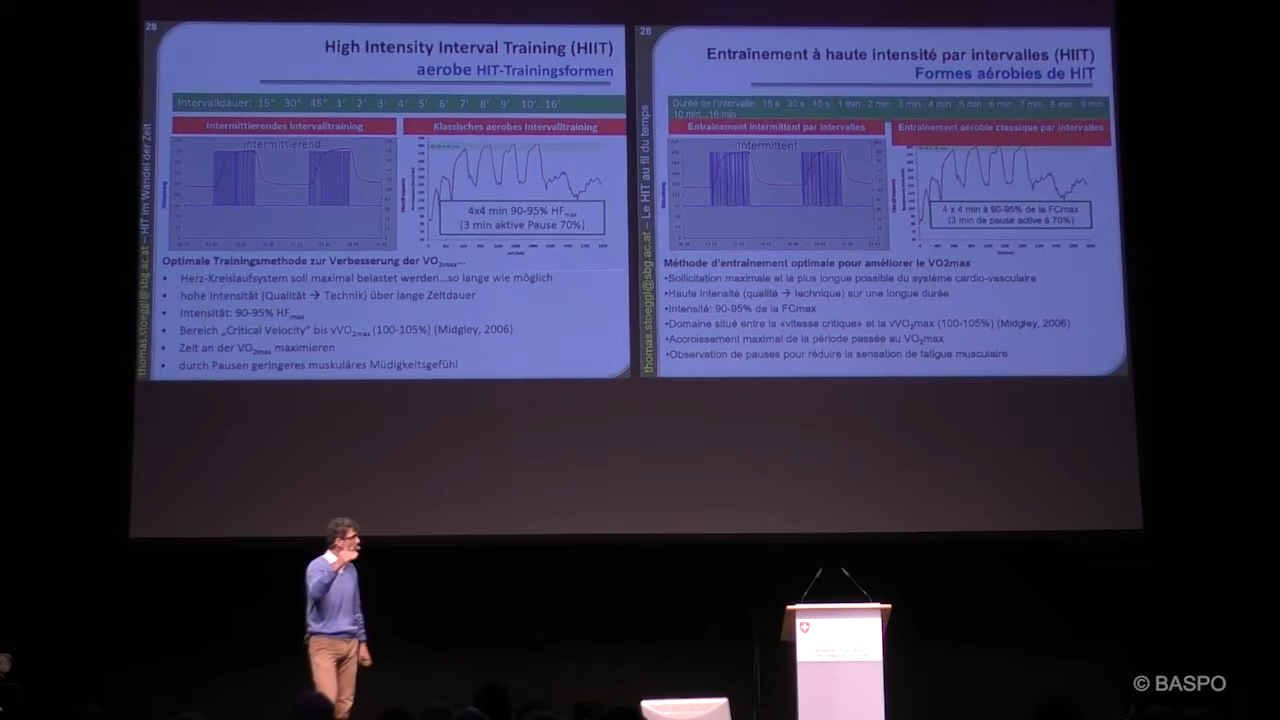 28
High Intensity Interval Training (HIIT)
aerobe HIT-Trainingsformen
Intervalldauer: 15" 30" 45" 1' 2' 3' 4' 5' 6' 7' 8' 9' 10'...16'
Intermittierendes Intervalltraining
Klassisches aerobes Intervalltraining
intermittierend
4x4 min 90-95% HFmax
(3 min aktive Pause 70%)
Optimale Trainingsmethode zur Verbesserung der VO2max...
• Herz-Kreislaufsystem soll maximal belastet werden...so lange wie möglich
• hohe Intensität (Qualität → Technik) über lange Zeitdauer
• Intensität: 90-95% HFmax
• Bereich „Critical Velocity" bis vVO2max (100-105%) (Midgley, 2006)
• Zeit an der VO2max maximieren
• durch Pausen geringeres muskuläres Müdigkeitsgefühl
thomas.stoeggl@sbg.ac.at – HIT im Wandel der Zeit
28
Entraînement à haute intensité par intervalles (HIIT)
Formes aérobies de HIT
Durée de l'intervalle: 15 s 30 s 45 s 1 min 2 min 3 min 4 min 5 min 6 min 7 min 8 min 9 min
10 min...16 min
Entraînement intermittent par intervalles
Entraînement aérobie classique par intervalles
Intermittent
4 x 4 min à 90-95% de la FCmax
(3 min de pause active à 70%)
Méthode d'entraînement optimale pour améliorer le VO2max
•Sollicitation maximale et la plus longue possible du système cardio-vasculaire
•Haute intensité (qualité → technique) sur une longue durée
•Intensité: 90-95% de la FCmax
•Domaine situé entre la «vitesse critique» et la vVO2max (100-105%) (Midgley, 2006)
•Accroissement maximal de la période passée au VO2max
•Observation de pauses pour réduire la sensation de fatigue musculaire
thomas.stoeggl@sbg.ac.at – Le HIT au fil du temps
© BASPO